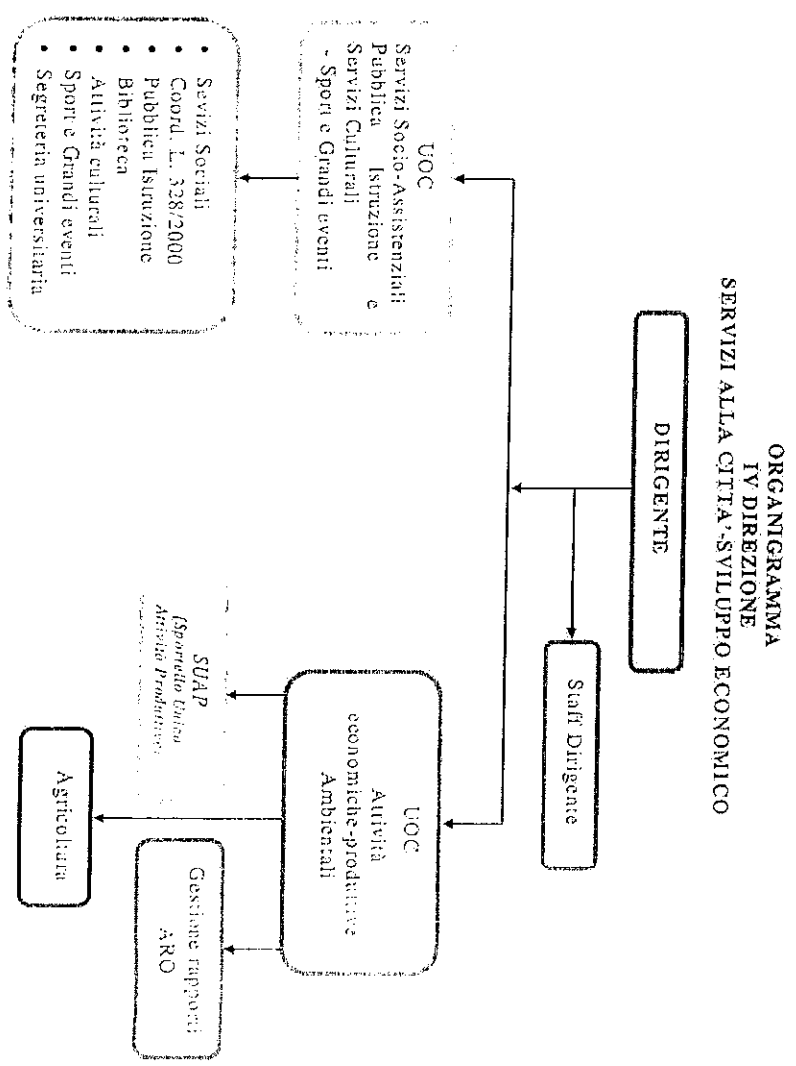 ORGANIGRAMMA
IV DIREZIONE
SERVIZI ALLA CITTA'-SVILUPPO ECONOMICO
DIRIGENTE
Staff Dirigente
UOC
Servizi Socio-Assistenziali
Pubblica Istruzione e
Servizi Culturali
- Sport e Grandi eventi
• Sevizi Sociali
• Coord. L. 328/2000
• Pubblica Istruzione
• Biblioteca
• Attività culturali
• Sport e Grandi eventi
• Segreteria universitaria
UOC
Attività
economiche-produttive
Ambientali
SUAP
(Sportello Unico
Attività Produttive)
Agricoltura
Gestione rapporti
ARO